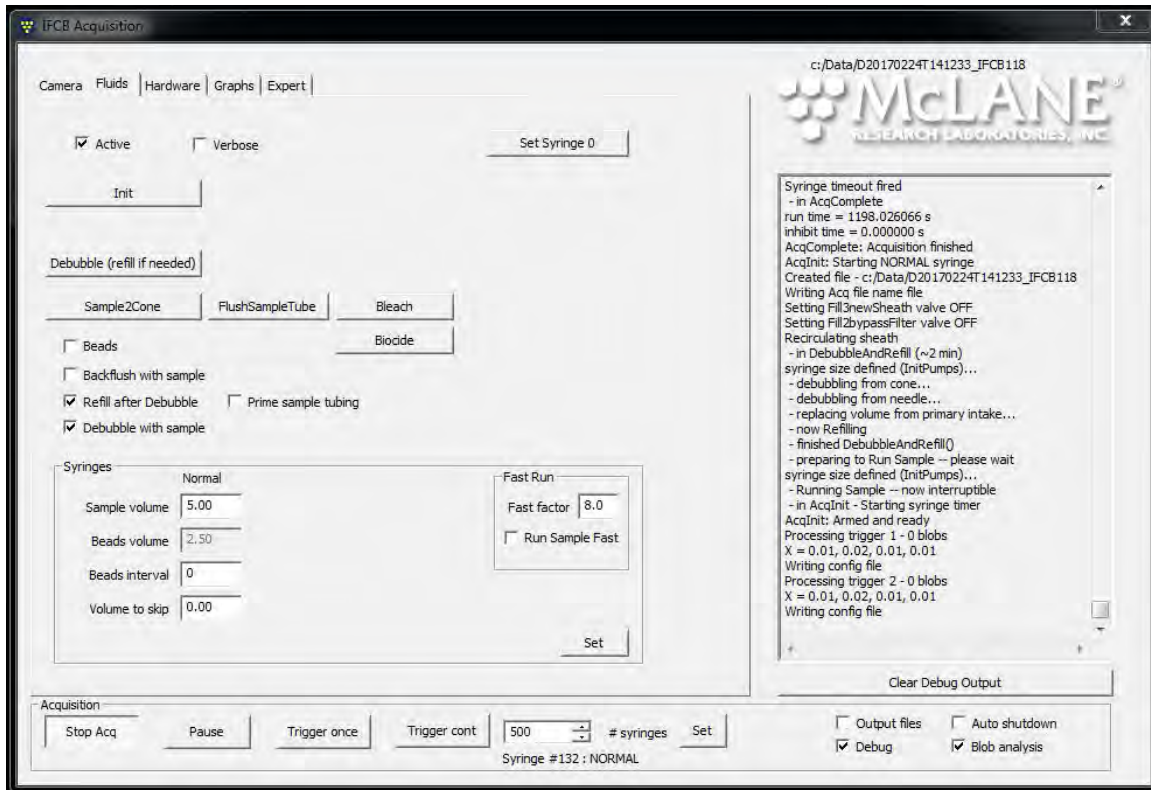 IFCB Acquisition
X
Camera Fluids Hardware Graphs Expert
Active
Verbose
Set Syringe 0
Init
Debubble (refill if needed)
Sample2Cone
FlushSampleTube
Bleach
Biocide
Beads
Backflush with sample
Refill after Debubble
Prime sample tubing
Debubble with sample
Syringes
Normal
Sample volume 5.00
Beads volume 2.50
Beads interval 0
Volume to skip 0.00
Fast Run
Fast factor 8.0
Run Sample Fast
Set
c:/Data/D20170224T141233_IFCB118
McLANE®
RESEARCH LABORATORIES, INC.
Syringe timeout fired
- in AcqComplete
run time = 1198.026066 s
inhibit time = 0.000000 s
AcqComplete: Acquisition finished
AcqInit: Starting NORMAL syringe
Created file - c:/Data/D20170224T141233_IFCB118
Writing Acq file name file
Setting Fill3newSheath valve OFF
Setting Fill2bypassFilter valve OFF
Recirculating sheath
- in DebubbleAndRefill (~2 min)
syringe size defined (InitPumps)...
- debubbling from cone...
- debubbling from needle...
- replacing volume from primary intake...
- now Refilling
- finished DebubbleAndRefill()
- preparing to Run Sample -- please wait
syringe size defined (InitPumps)...
- Running Sample -- now interruptible
- in AcqInit - Starting syringe timer
AcqInit: Armed and ready
Processing trigger 1 - 0 blobs
X = 0.01, 0.02, 0.01, 0.01
Writing config file
Processing trigger 2 - 0 blobs
X = 0.01, 0.02, 0.01, 0.01
Writing config file
Clear Debug Output
Acquisition
Stop Acq
Pause
Trigger once
Trigger cont
500 # syringes
Set
Syringe #132 : NORMAL
Output files
Auto shutdown
Debug
Blob analysis